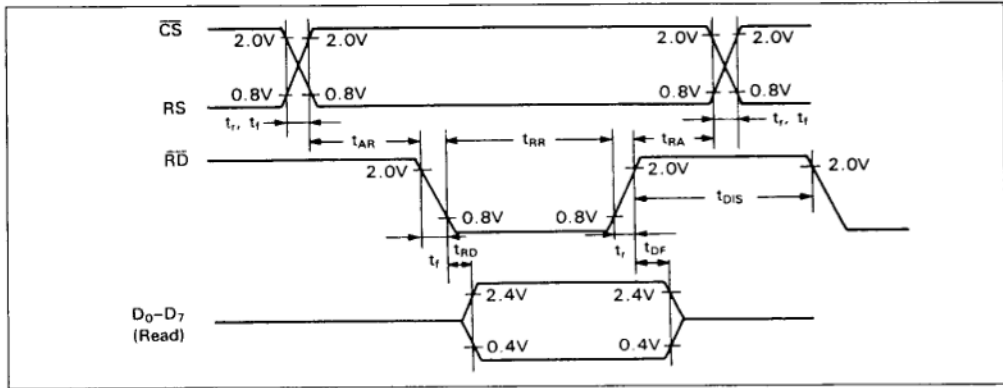 CS
2.0V 2.0V 2.0V 2.0V
0.8V 0.8V 0.8V 0.8V
RS
tr, tf tAR tRR tRA tr, tf
RD
2.0V 2.0V 2.0V
tDIS
0.8V 0.8V
tf tRD tr tDF
2.4V 2.4V
D0–D7
(Read)
0.4V 0.4V